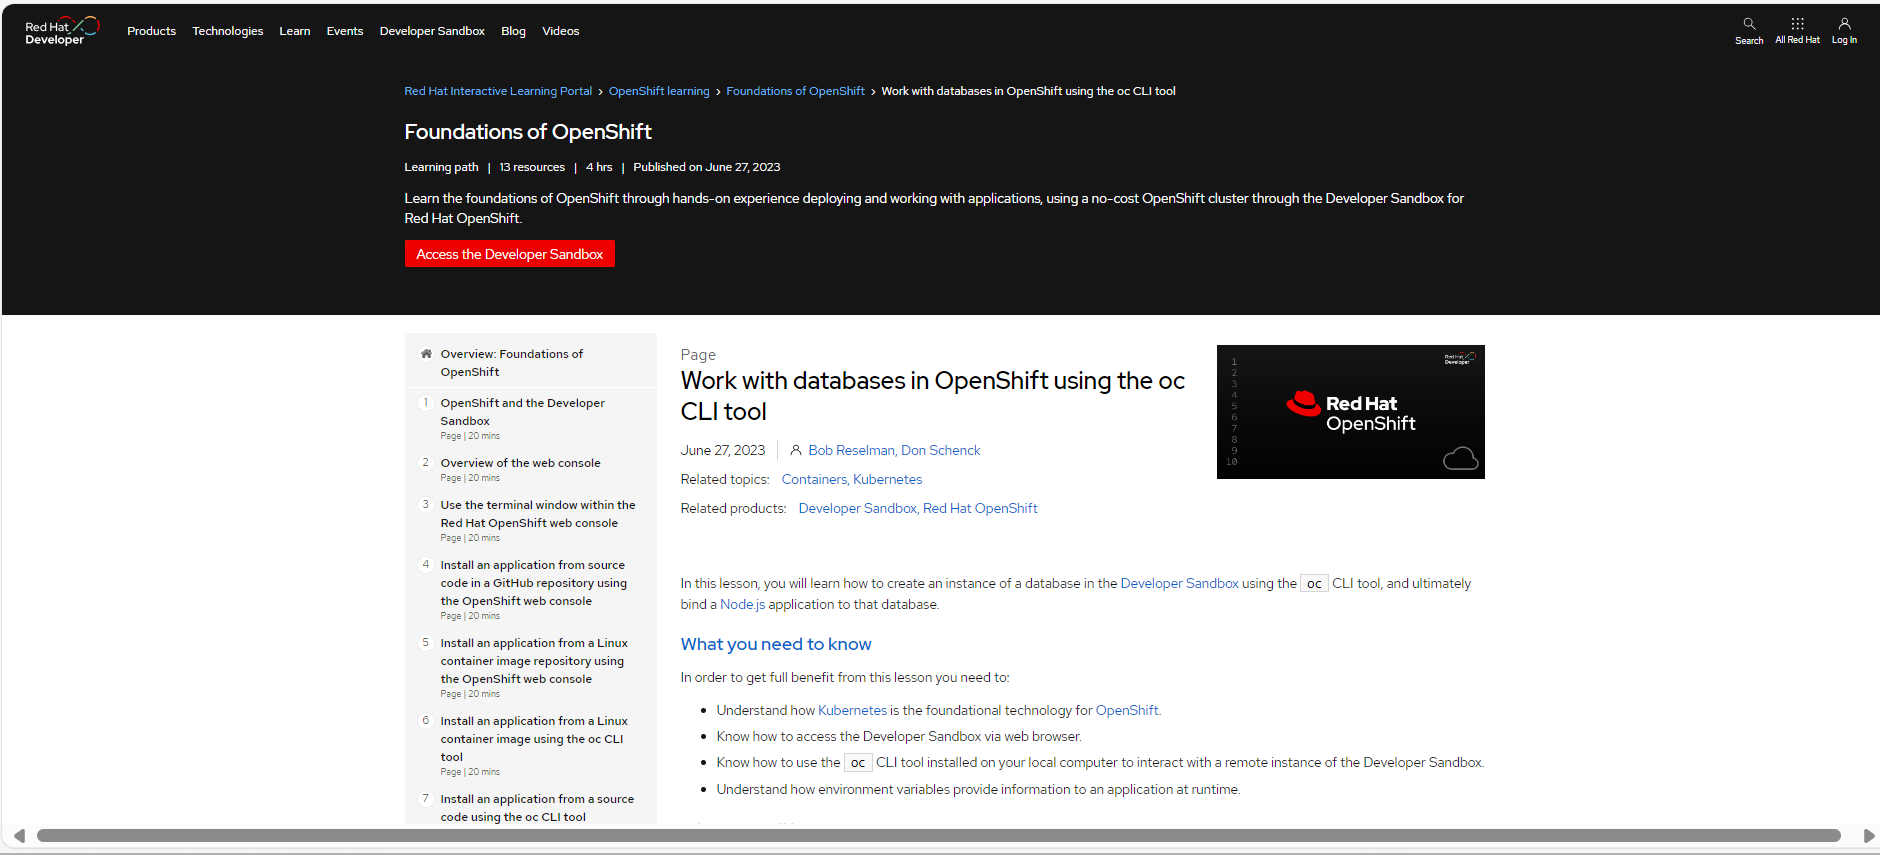 Red Hat
Developer
Products Technologies Learn Events Developer Sandbox Blog Videos
Search All Red Hat Log In
Red Hat Interactive Learning Portal › OpenShift learning › Foundations of OpenShift › Work with databases in OpenShift using the oc CLI tool
Foundations of OpenShift
Learning path | 13 resources | 4 hrs | Published on June 27, 2023
Learn the foundations of OpenShift through hands-on experience deploying and working with applications, using a no-cost OpenShift cluster through the Developer Sandbox for
Red Hat OpenShift.
Access the Developer Sandbox
Overview: Foundations of
OpenShift
1 OpenShift and the Developer
Sandbox
Page | 20 mins
2 Overview of the web console
Page | 20 mins
3 Use the terminal window within the
Red Hat OpenShift web console
Page | 20 mins
4 Install an application from source
code in a GitHub repository using
the OpenShift web console
Page | 20 mins
5 Install an application from a Linux
container image repository using
the OpenShift web console
Page | 20 mins
6 Install an application from a Linux
container image using the oc CLI
tool
Page | 20 mins
7 Install an application from a source
code using the oc CLI tool
Page
Work with databases in OpenShift using the oc
CLI tool
June 27, 2023 Bob Reselman, Don Schenck
Related topics: Containers, Kubernetes
Related products: Developer Sandbox, Red Hat OpenShift
1
2
3
4
5
6
7
8
9
10
Red Hat
Developer
Red Hat
OpenShift
In this lesson, you will learn how to create an instance of a database in the Developer Sandbox using the oc CLI tool, and ultimately
bind a Node.js application to that database.
What you need to know
In order to get full benefit from this lesson you need to:
• Understand how Kubernetes is the foundational technology for OpenShift.
• Know how to access the Developer Sandbox via web browser.
• Know how to use the oc CLI tool installed on your local computer to interact with a remote instance of the Developer Sandbox.
• Understand how environment variables provide information to an application at runtime.